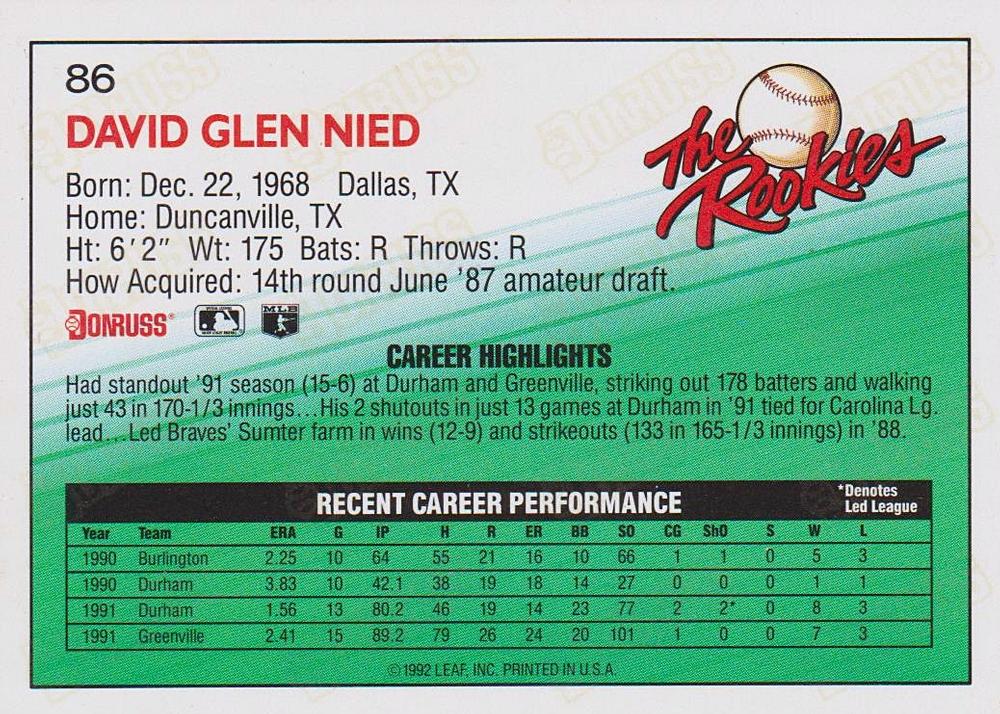 86
DAVID GLEN NIED
The
Rookies
Born: Dec. 22, 1968 Dallas, TX
Home: Duncanville, TX
Ht: 6'2" Wt: 175 Bats: R Throws: R
How Acquired: 14th round June '87 amateur draft.
DONRUSS MLB
CAREER HIGHLIGHTS
Had standout '91 season (15-6) at Durham and Greenville, striking out 178 batters and walking
just 43 in 170-1/3 innings...His 2 shutouts in just 13 games at Durham in '91 tied for Carolina Lg.
lead...Led Braves' Sumter farm in wins (12-9) and strikeouts (133 in 165-1/3 innings) in '88.
RECENT CAREER PERFORMANCE
*Denotes
Led League
Year Team ERA G IP H R ER BB SO CG ShO S W L
1990 Burlington 2.25 10 64 55 21 16 10 66 1 1 0 5 3
1990 Durham 3.83 10 42.1 38 19 18 14 27 0 0 0 1 1
1991 Durham 1.56 13 80.2 46 19 14 23 77 2 2* 0 8 3
1991 Greenville 2.41 15 89.2 79 26 24 20 101 1 0 0 7 3
©1992 LEAF, INC. PRINTED IN U.S.A.